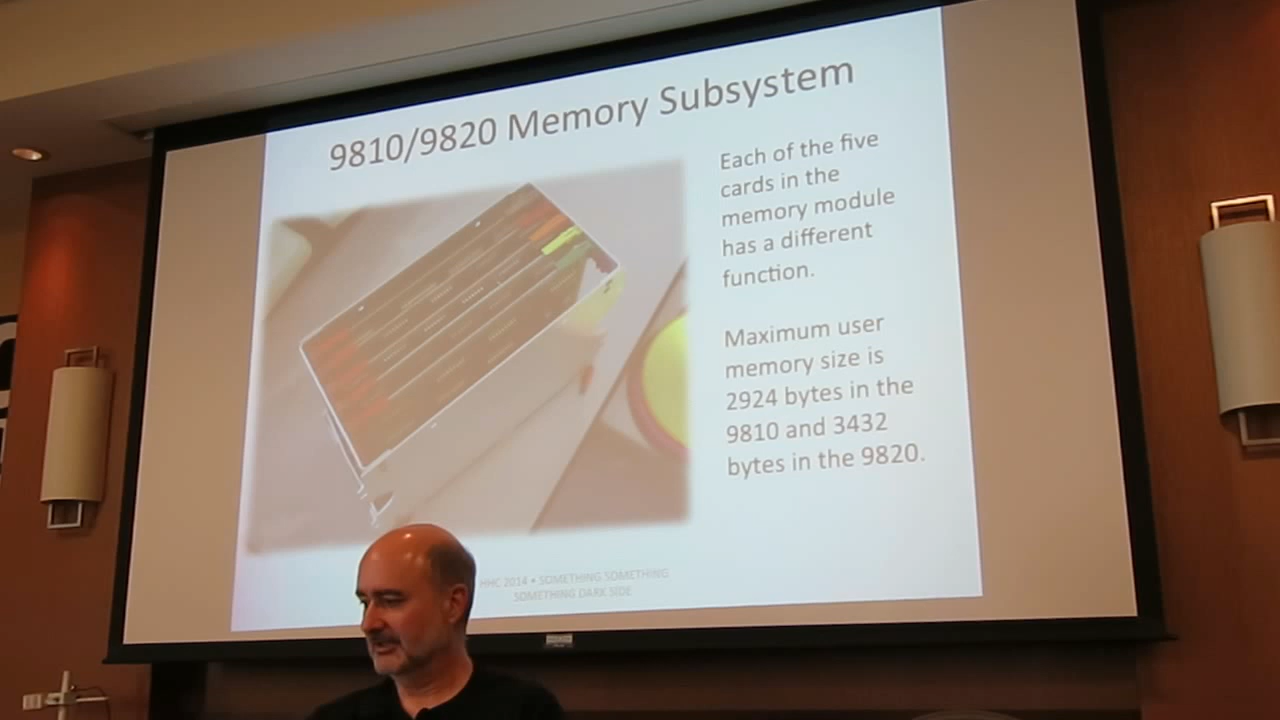 9810/9820 Memory Subsystem
Each of the five
cards in the
memory module
has a different
function.
Maximum user
memory size is
2924 bytes in the
9810 and 3432
bytes in the 9820.
HHC 2014 • SOMETHING SOMETHING
SOMETHING DARK SIDE